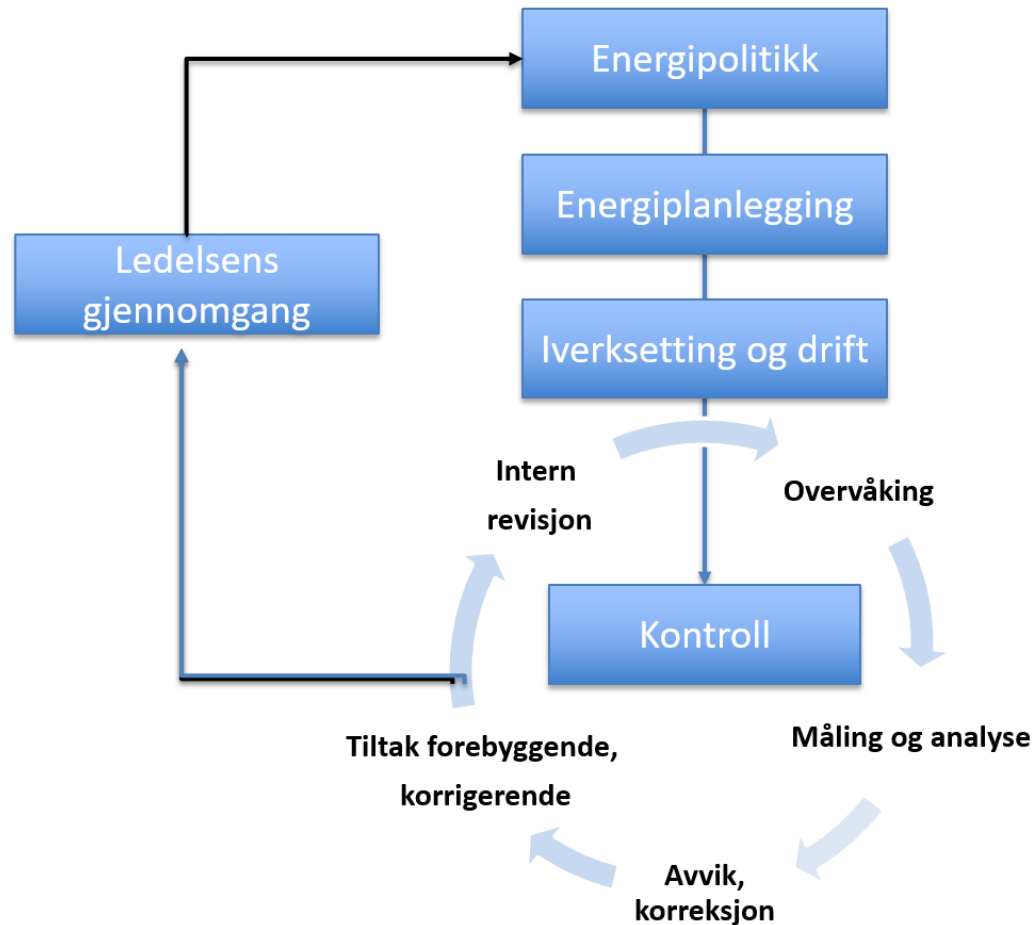 Energipolitikk
Energiplanlegging
Ledelsens
gjennomgang
Iverksetting og drift
Intern
revisjon
Overvåking
Kontroll
Tiltak forebyggende,
korrigerende
Måling og analyse
Avvik,
korreksjon